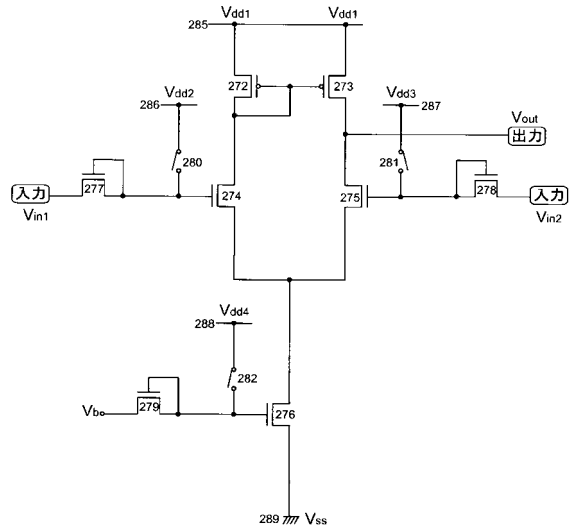 Vdd1 Vdd1
285
272 273
Vdd2 Vdd3
286 287
Vout
出力
280 281
入力 277 274 275 278 入力
Vin1 Vin2
Vdd4
288
282
Vb 279 276
289 Vss